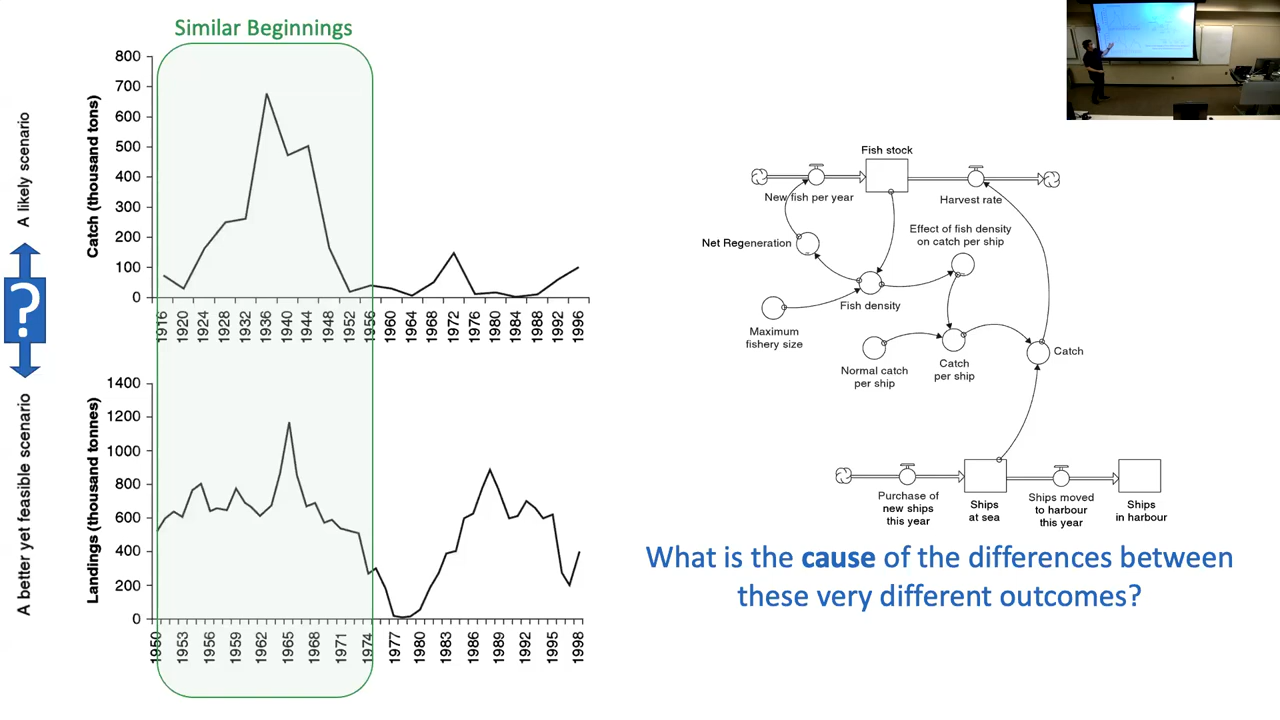 Similar Beginnings
A likely scenario
?
A better yet feasible scenario
Catch (thousand tons)
800
700
600
500
400
300
200
100
0
1916 1920 1924 1928 1932 1936 1940 1944 1948 1952 1956 1960 1964 1968 1972 1976 1980 1984 1988 1992 1996
Landings (thousand tonnes)
1400
1200
1000
800
600
400
200
0
1950 1953 1956 1959 1962 1965 1968 1971 1974 1977 1980 1983 1986 1989 1992 1995 1998
Fish stock
New fish per year
Harvest rate
Effect of fish density
on catch per ship
Net Regeneration
Fish density
Maximum
fishery size
Normal catch
per ship
Catch
per ship
Catch
Purchase of
new ships
this year
Ships
at sea
Ships moved
to harbour
this year
Ships
in harbour
What is the cause of the differences between
these very different outcomes?